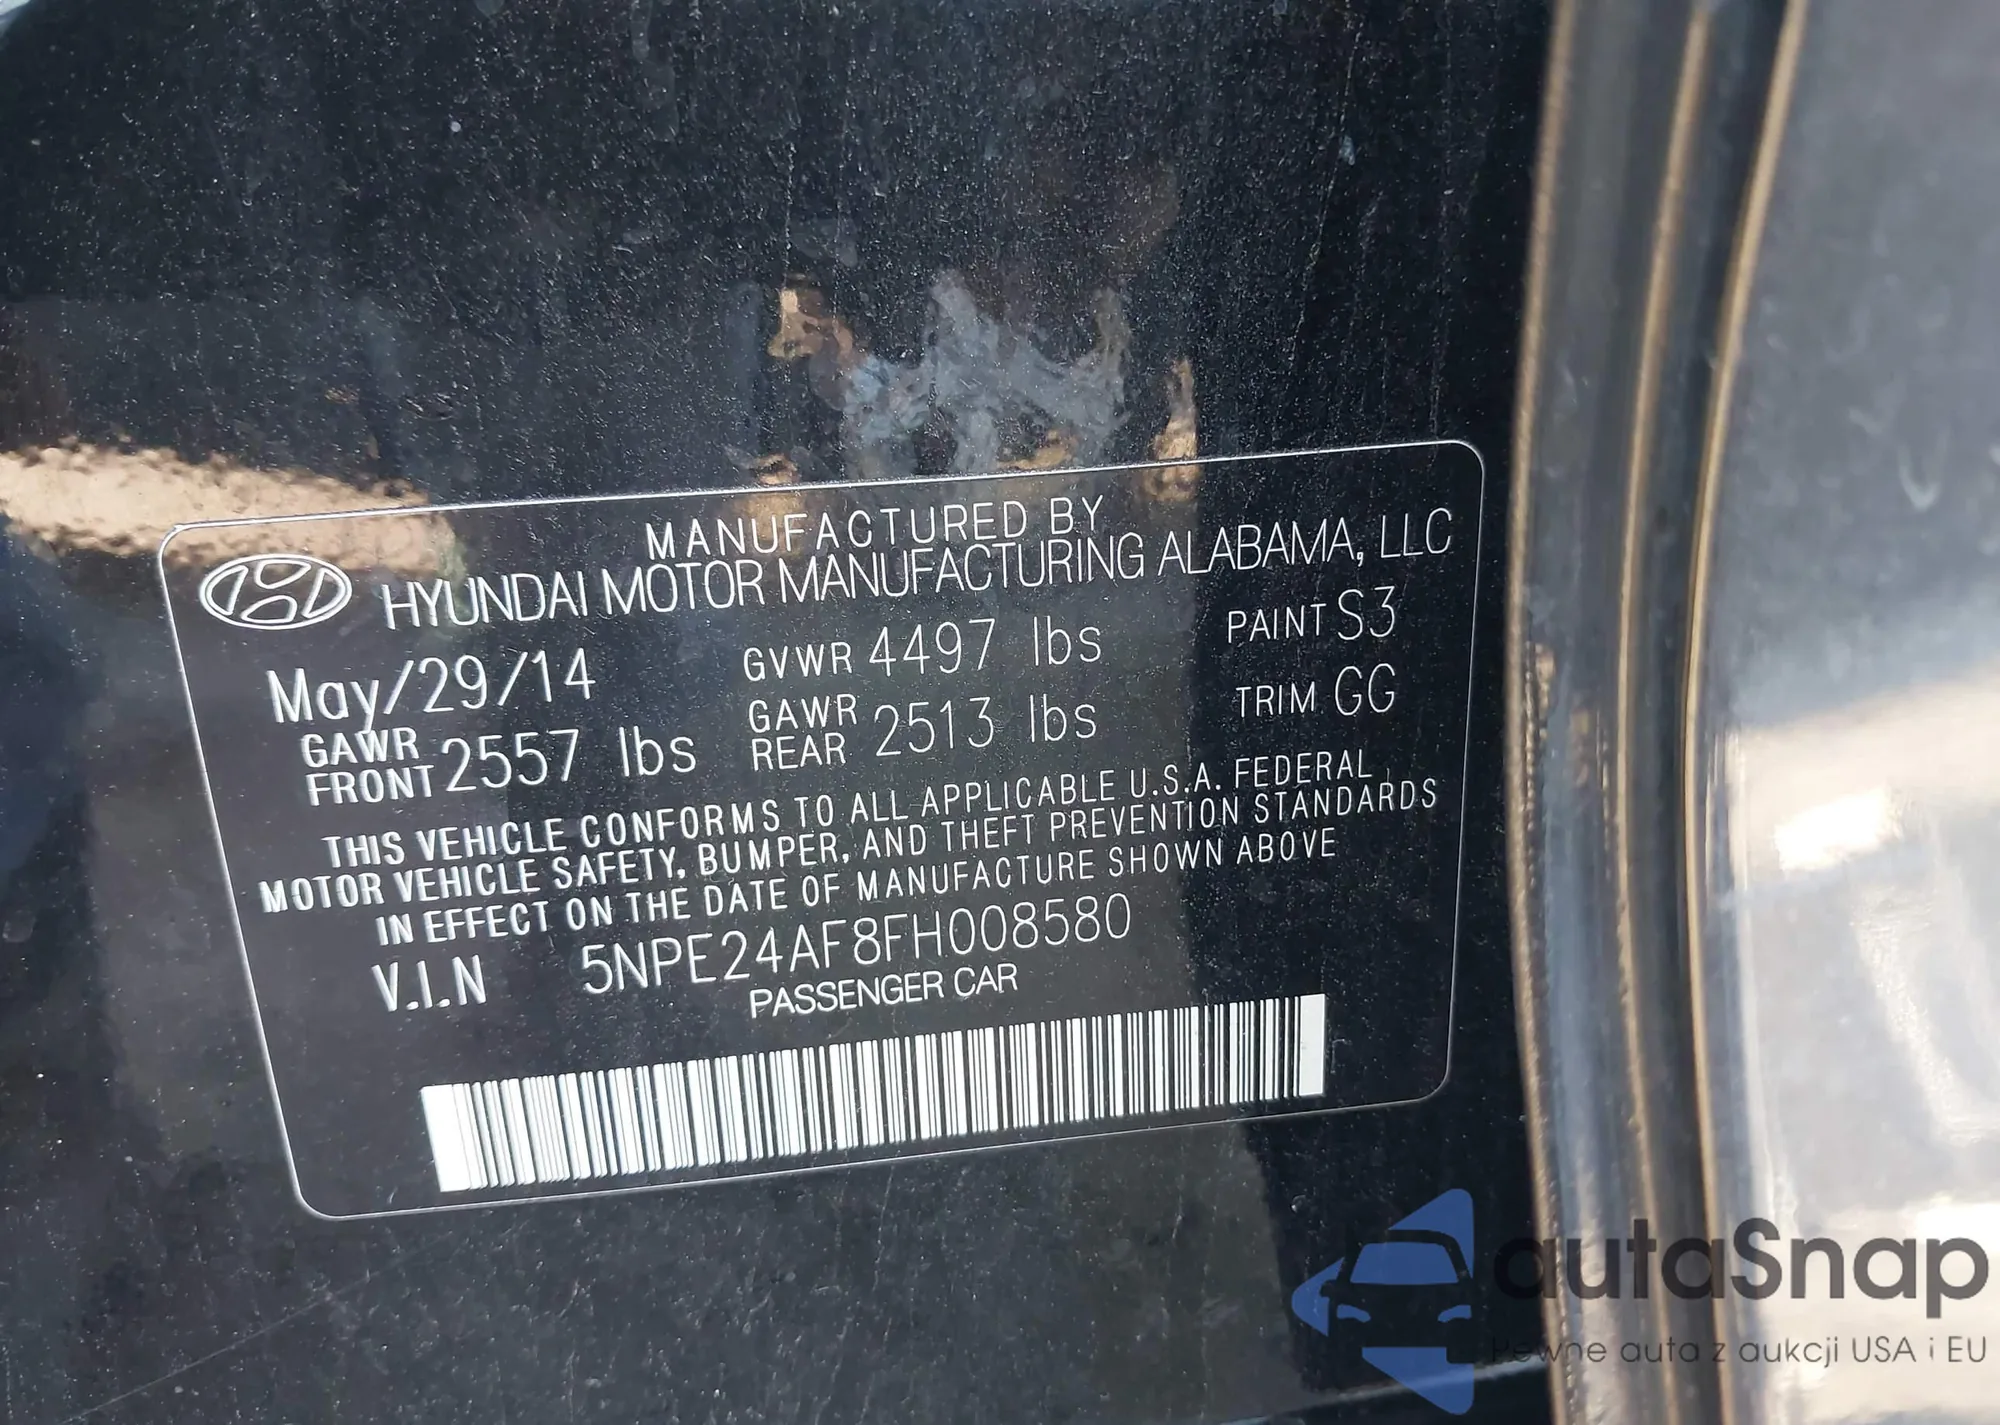 MANUFACTURED BY
HYUNDAI MOTOR MANUFACTURING ALABAMA, LLC
May/29/14 GVWR 4497 lbs PAINT S3
GAWR FRONT 2557 lbs GAWR REAR 2513 lbs TRIM GG
THIS VEHICLE CONFORMS TO ALL APPLICABLE U.S.A. FEDERAL
MOTOR VEHICLE SAFETY, BUMPER, AND THEFT PREVENTION STANDARDS
IN EFFECT ON THE DATE OF MANUFACTURE SHOWN ABOVE
V.I.N 5NPE24AF8FH008580
PASSENGER CAR
autaSnap
Pewne auta z aukcji USA i EU